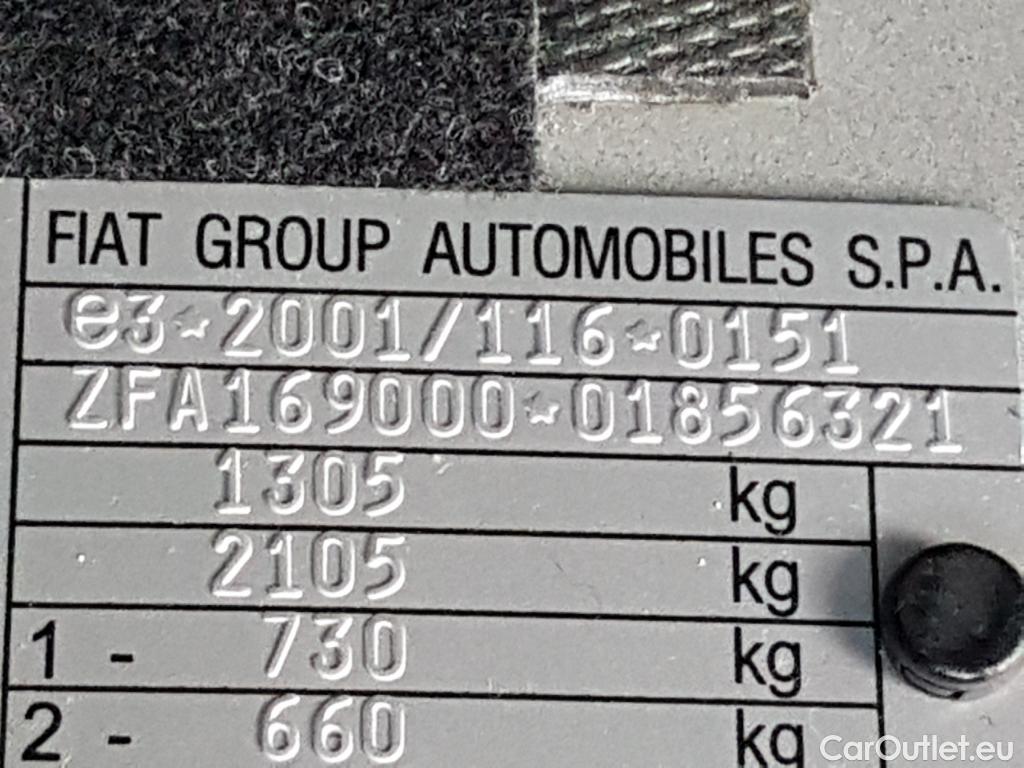 FIAT GROUP AUTOMOBILES S.P.A.
e3*2001/116*0151
ZFA169000*01856321
1305 kg
2105 kg
1 - 730 kg
2 - 660 kg
CarOutlet.eu